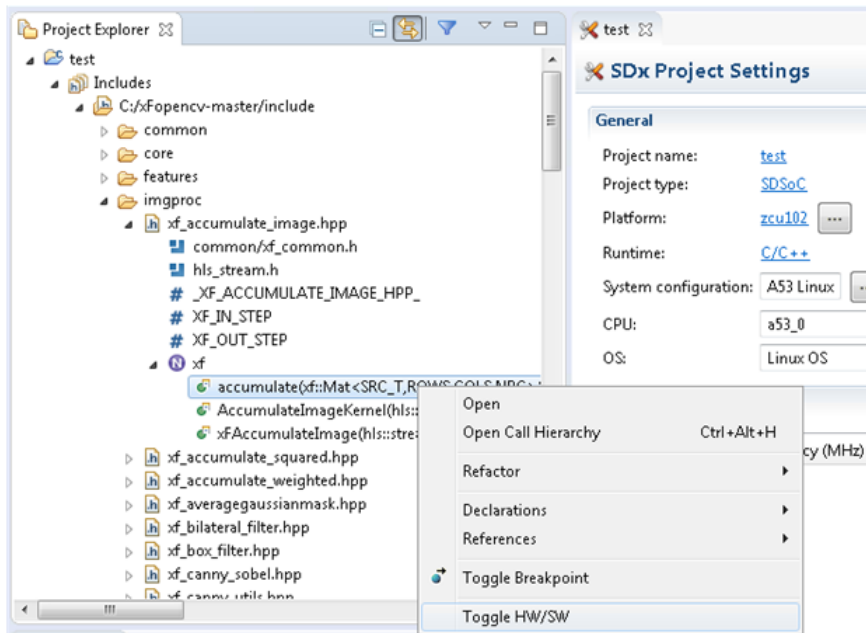 Project Explorer
test
Includes
C:/xFopencv-master/include
common
core
features
imgproc
xf_accumulate_image.hpp
common/xf_common.h
hls_stream.h
_XF_ACCUMULATE_IMAGE_HPP_
XF_IN_STEP
XF_OUT_STEP
xf
accumulate(xf::Mat<SRC_T,ROWS,COLS,NPC>
AccumulateImageKernel(hls::
xFAccumulateImage(hls::stre
xf_accumulate_squared.hpp
xf_accumulate_weighted.hpp
xf_averagegaussianmask.hpp
xf_bilateral_filter.hpp
xf_box_filter.hpp
xf_canny_sobel.hpp
xf_canny_utils.hpp
Open
Open Call Hierarchy Ctrl+Alt+H
Refactor
Declarations
References
Toggle Breakpoint
Toggle HW/SW
test
SDx Project Settings
General
Project name: test
Project type: SDSoC
Platform: zcu102 ...
Runtime: C/C++
System configuration: A53 Linux
CPU: a53_0
OS: Linux OS
cy (MHz)